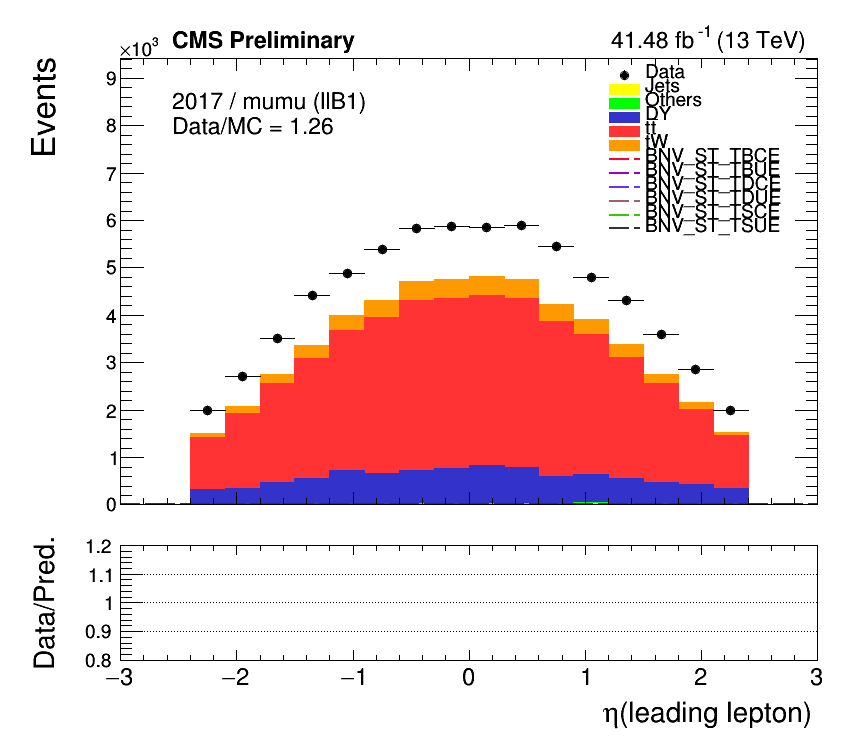 ×10³ CMS Preliminary 41.48 fb⁻¹ (13 TeV)
Events
2017 / mumu (llB1)
Data/MC = 1.26
Data
Jets
Others
DY
tt
tW
BNV_ST_TBCE
BNV_ST_TBUE
BNV_ST_TDCE
BNV_ST_TDUE
BNV_ST_TSCE
BNV_ST_TSUE
9
8
7
6
5
4
3
2
1
0
Data/Pred.
1.2
1.1
1
0.9
0.8
−3 −2 −1 0 1 2 3
η(leading lepton)